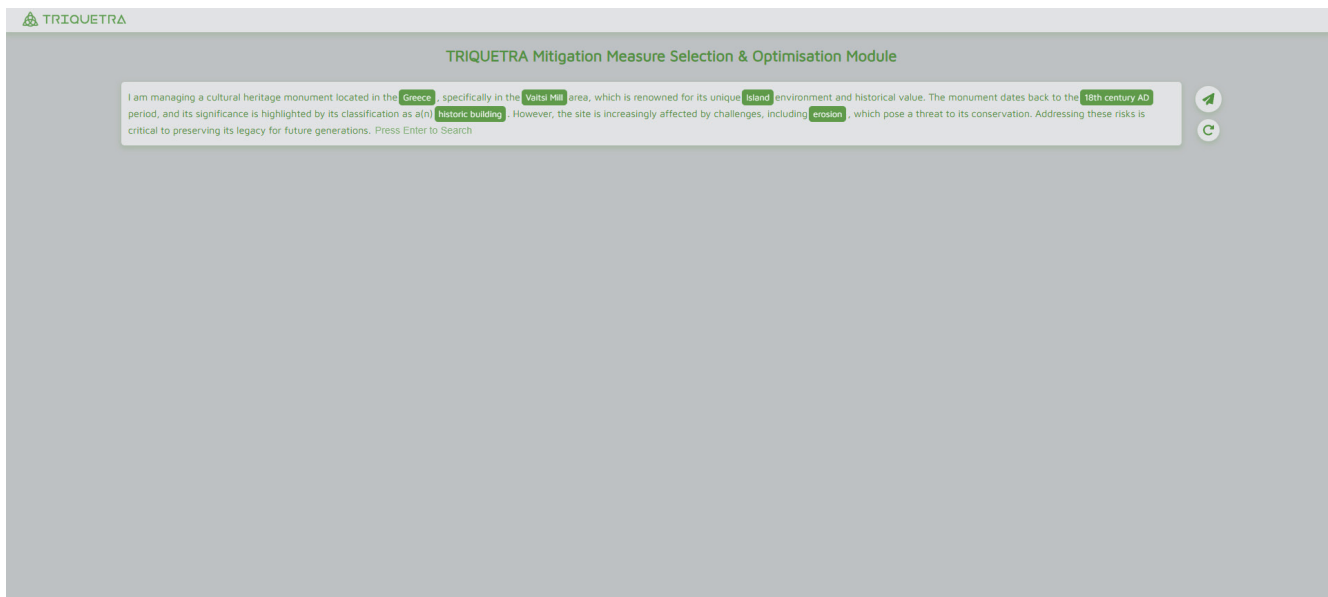 TRIQUETRA
TRIQUETRA Mitigation Measure Selection & Optimisation Module
I am managing a cultural heritage monument located in the Greece , specifically in the Vaitsi Mill area, which is renowned for its unique Island environment and historical value. The monument dates back to the 18th century AD
period, and its significance is highlighted by its classification as a(n) historic building . However, the site is increasingly affected by challenges, including erosion , which pose a threat to its conservation. Addressing these risks is
critical to preserving its legacy for future generations. Press Enter to Search